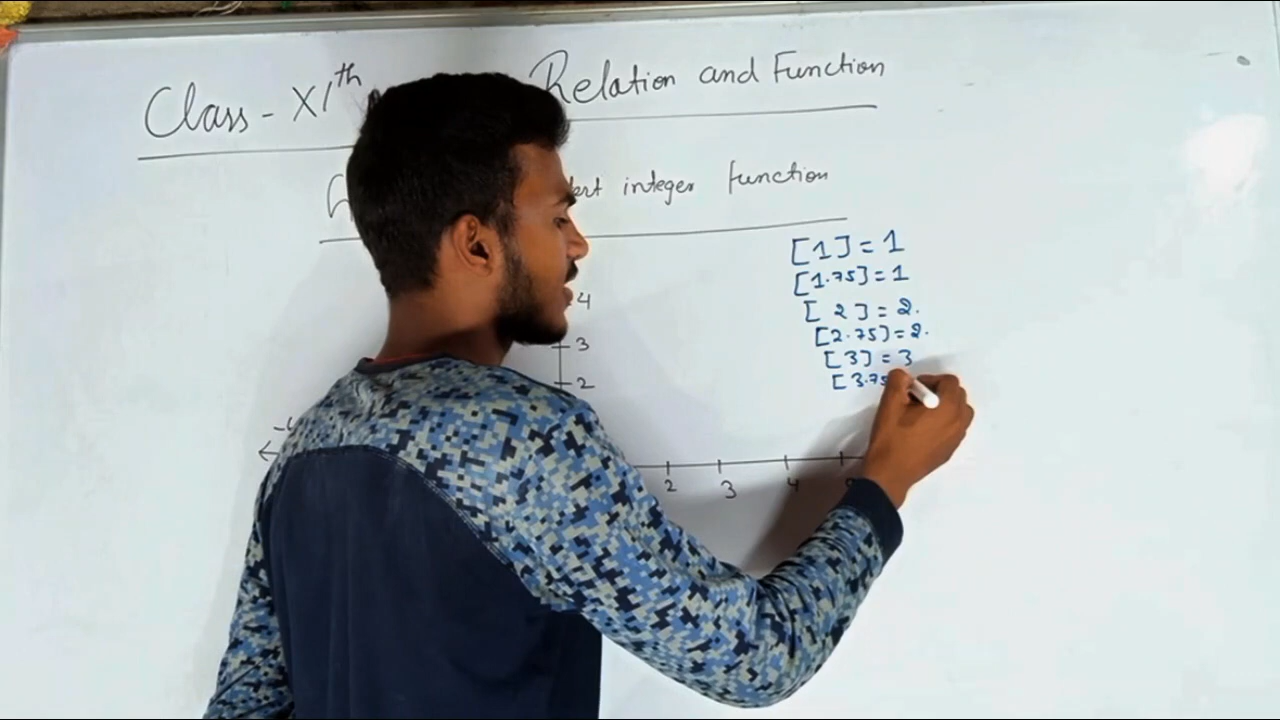 Class - XIth Relation and Function
integer function
[1] = 1
[1.75] = 1
[2] = 2.
[2.75] = 2.
[3] = 3
[3.75
4
3
2
2 3 4